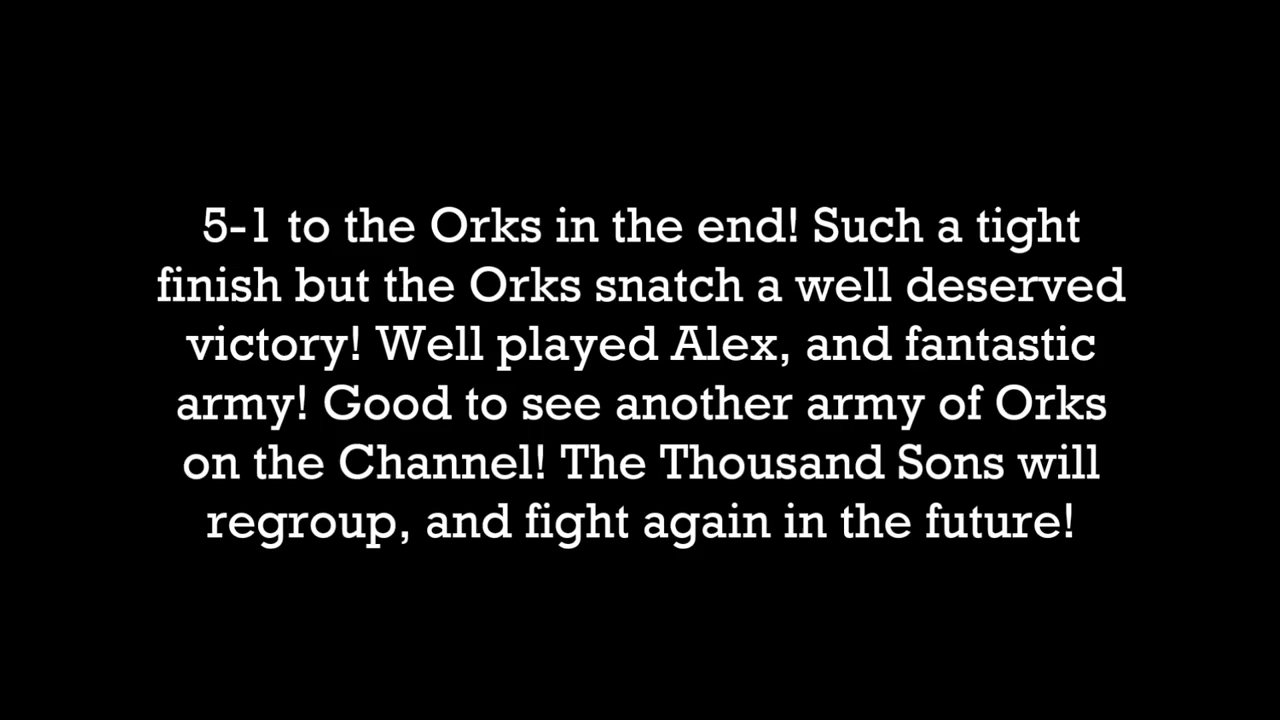 5-1 to the Orks in the end! Such a tight
finish but the Orks snatch a well deserved
victory! Well played Alex, and fantastic
army! Good to see another army of Orks
on the Channel! The Thousand Sons will
regroup, and fight again in the future!